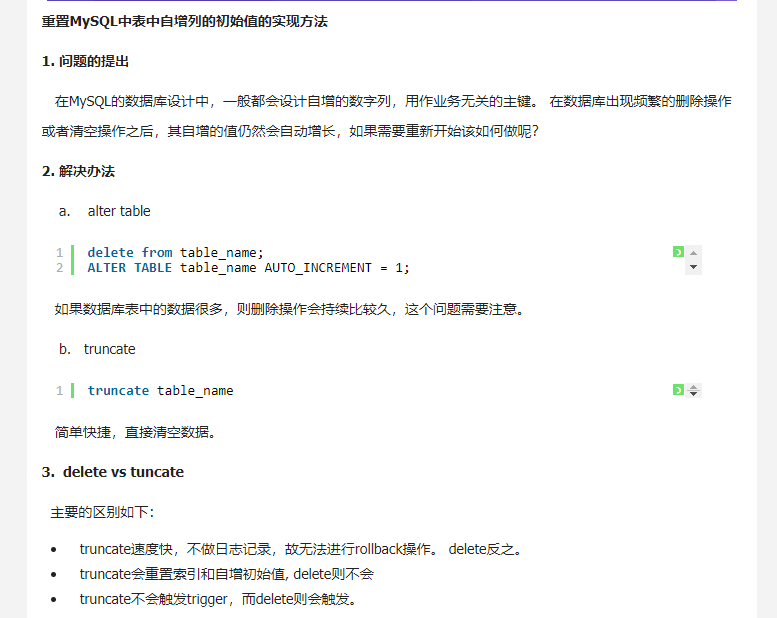 重置MySQL中表中自增列的初始值的实现方法
1. 问题的提出
在MySQL的数据库设计中，一般都会设计自增的数字列，用作业务无关的主键。 在数据库出现频繁的删除操作
或者清空操作之后，其自增的值仍然会自动增长，如果需要重新开始该如何做呢？
2. 解决办法
a. alter table
1 delete from table_name;
2 ALTER TABLE table_name AUTO_INCREMENT = 1;
如果数据库表中的数据很多，则删除操作会持续比较久，这个问题需要注意。
b. truncate
1 truncate table_name
简单快捷，直接清空数据。
3. delete vs tuncate
主要的区别如下：
• truncate速度快，不做日志记录，故无法进行rollback操作。 delete反之。
• truncate会重置索引和自增初始值, delete则不会
• truncate不会触发trigger，而delete则会触发。